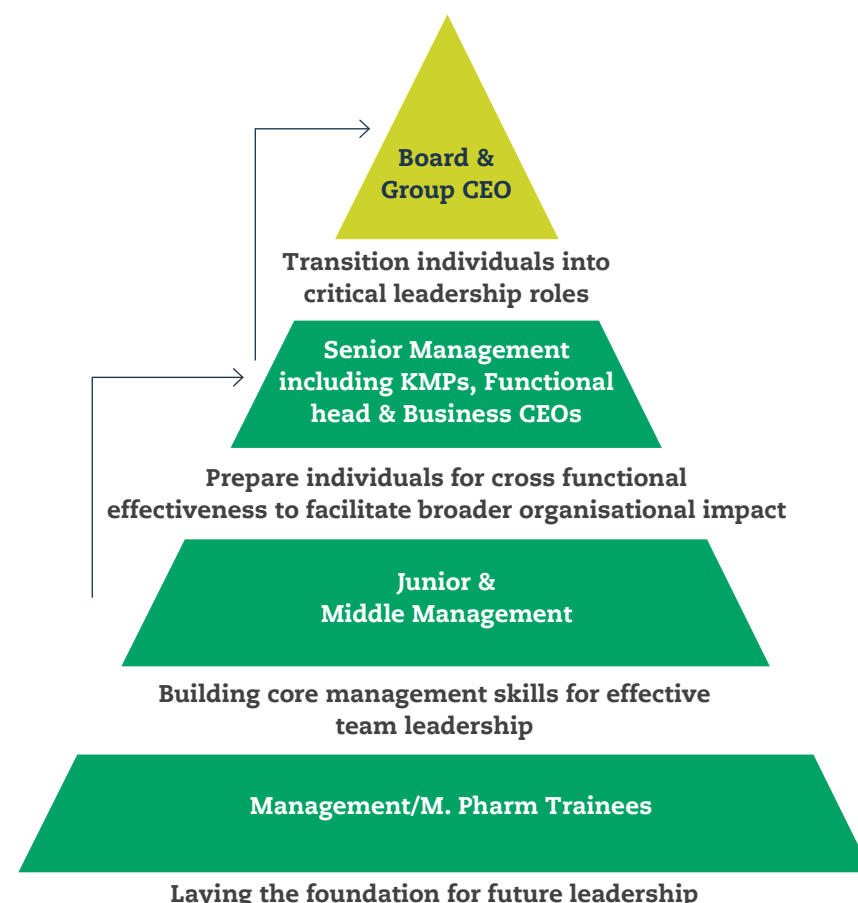 Board &
Group CEO
Transition individuals into
critical leadership roles
Senior Management
including KMPs, Functional
head & Business CEOs
Prepare individuals for cross functional
effectiveness to facilitate broader organisational impact
Junior &
Middle Management
Building core management skills for effective
team leadership
Management/M. Pharm Trainees
Laying the foundation for future leadership